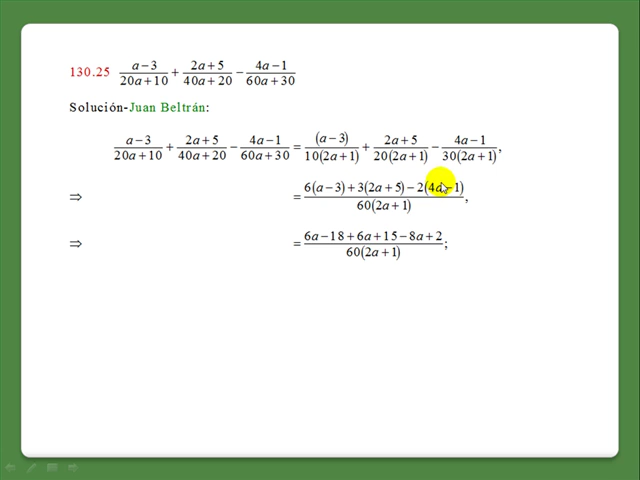 130.25 (a−3)/(20a+10) + (2a+5)/(40a+20) − (4a−1)/(60a+30)
Solución-Juan Beltrán:
(a−3)/(20a+10) + (2a+5)/(40a+20) − (4a−1)/(60a+30) = (a−3)/10(2a+1) + (2a+5)/20(2a+1) − (4a−1)/30(2a+1),
⇒ = 6(a−3)+3(2a+5)−2(4a−1)/60(2a+1),
⇒ = 6a−18+6a+15−8a+2/60(2a+1);